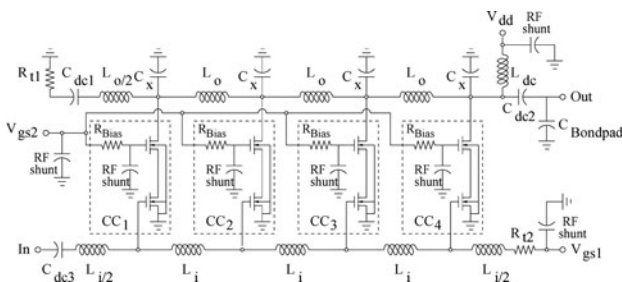 V dd
RF shunt
R t1
C dc1
L o/2
C x
L o
C x
L o
C x
L o
C x
L dc
C dc2
Out
C Bondpad
V gs2
RF shunt
R Bias
RF shunt
CC 1
R Bias
RF shunt
CC 2
R Bias
RF shunt
CC 3
R Bias
RF shunt
CC 4
In
C dc3
L i/2
L i
L i
L i
L i/2
R t2
RF shunt
V gs1